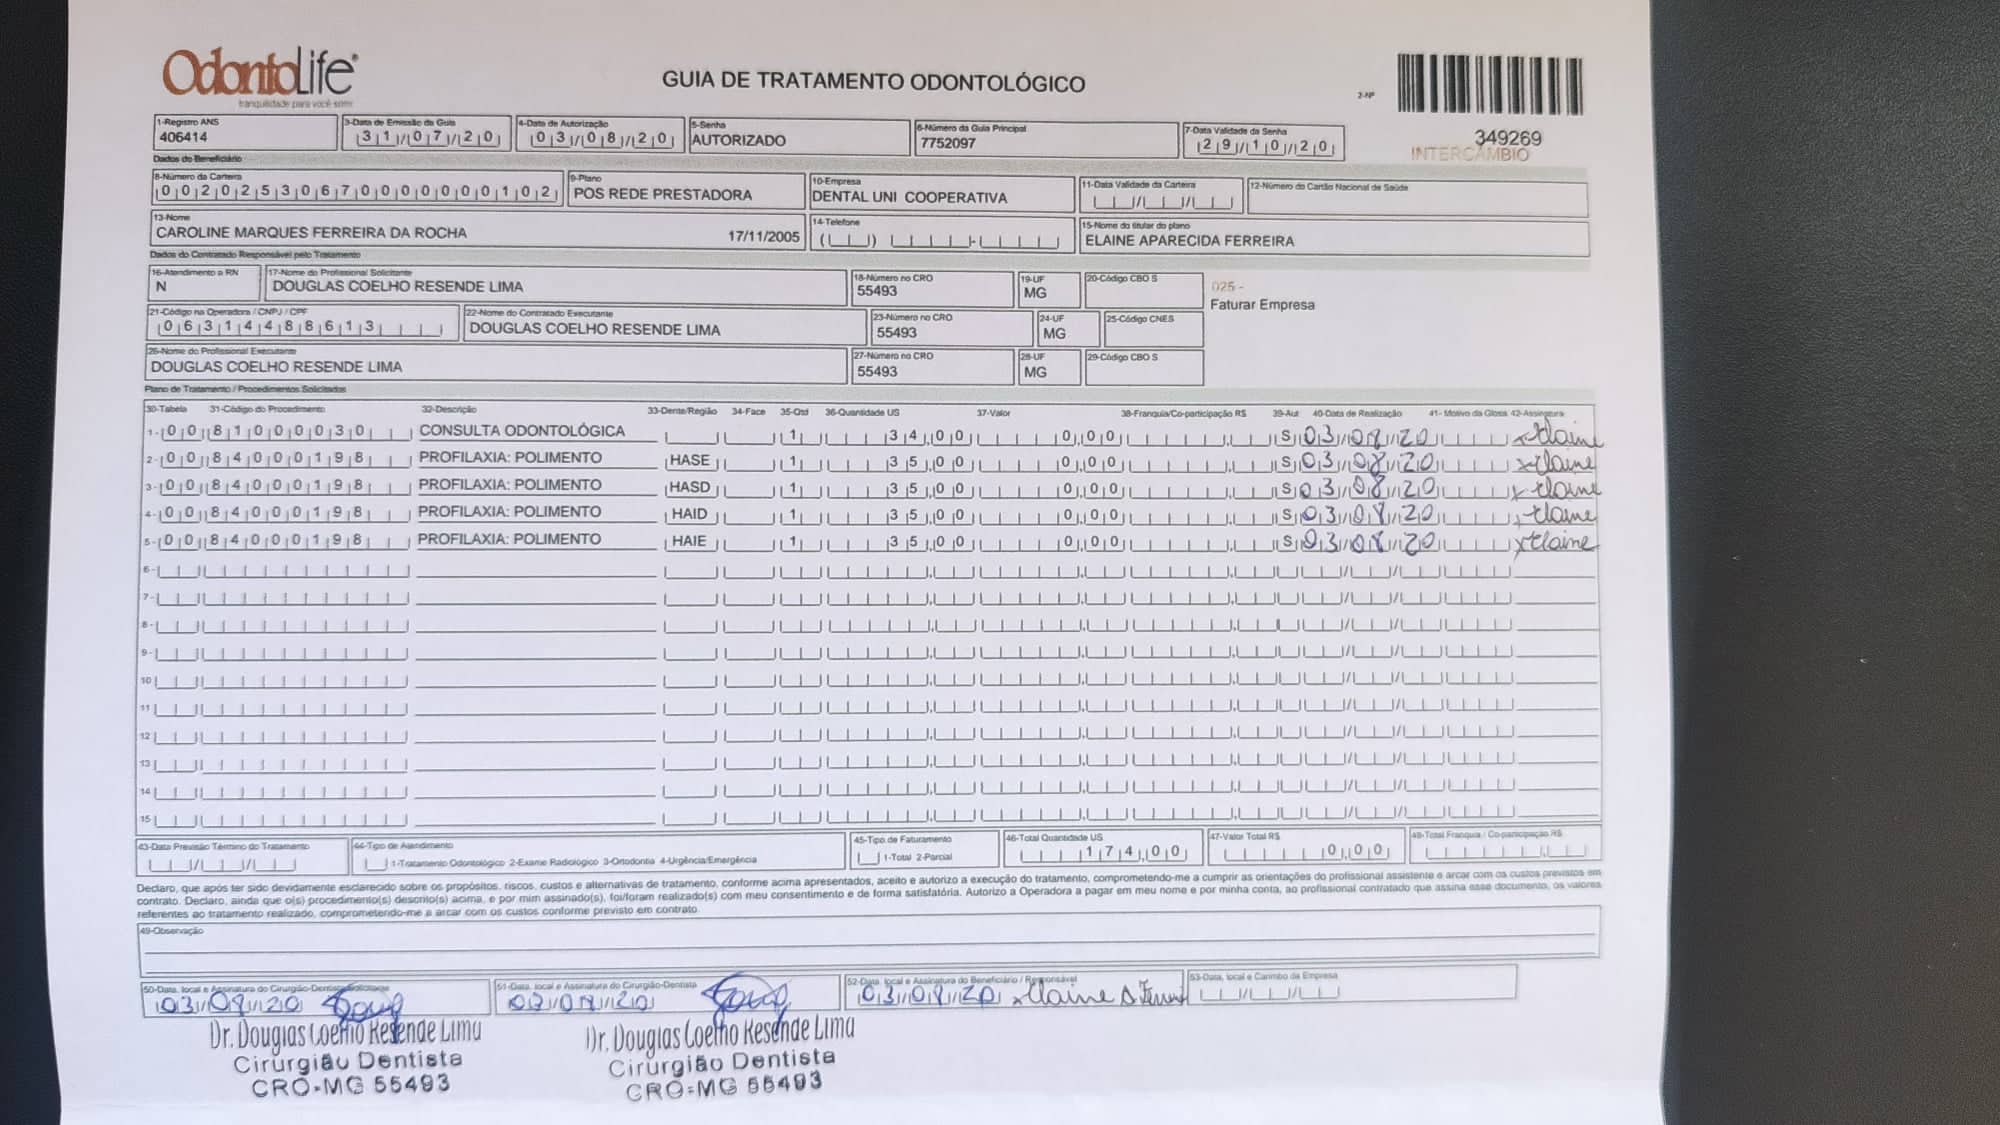 OdontoLife®
tranquilidade para você sorrir
GUIA DE TRATAMENTO ODONTOLÓGICO
2-Nº
349269
INTERCÂMBIO
1-Registro ANS
406414
3-Data de Emissão da Guia
31/07/20
4-Data de Autorização
03/08/20
5-Senha
AUTORIZADO
6-Número da Guia Principal
7752097
7-Data Validade da Senha
29/10/20
Dados do Beneficiário
8-Número da Carteira
00202530670000000102
9-Plano
POS REDE PRESTADORA
10-Empresa
DENTAL UNI COOPERATIVA
11-Data Validade da Carteira
12-Número do Cartão Nacional de Saúde
13-Nome
CAROLINE MARQUES FERREIRA DA ROCHA 17/11/2005
14-Telefone
15-Nome do titular do plano
ELAINE APARECIDA FERREIRA
Dados do Contratado Responsável pelo Tratamento
16-Atendimento a RN
N
17-Nome do Profissional Solicitante
DOUGLAS COELHO RESENDE LIMA
18-Número no CRO
55493
19-UF
MG
20-Código CBO S
025 -
Faturar Empresa
21-Código na Operadora / CNPJ / CPF
06314488613
22-Nome do Contratado Executante
DOUGLAS COELHO RESENDE LIMA
23-Número no CRO
55493
24-UF
MG
25-Código CNES
26-Nome do Profissional Executante
DOUGLAS COELHO RESENDE LIMA
27-Número no CRO
55493
28-UF
MG
29-Código CBO S
Plano de Tratamento / Procedimentos Solicitados
30-Tabela 31-Código do Procedimento 32-Descrição 33-Dente/Região 34-Face 35-Qtd 36-Quantidade US 37-Valor 38-Franquia/Co-participação R$ 39-Aut 40-Data de Realização 41- Motivo da Glosa 42-Assinatura
1- 00 81000030 CONSULTA ODONTOLÓGICA 1 34,00 0,00 S 03/08/20 x Elaine
2- 00 84000198 PROFILAXIA: POLIMENTO HASE 1 35,00 0,00 S 03/08/20 x Elaine
3- 00 84000198 PROFILAXIA: POLIMENTO HASD 1 35,00 0,00 S 03/08/20 x Elaine
4- 00 84000198 PROFILAXIA: POLIMENTO HAID 1 35,00 0,00 S 03/08/20 x Elaine
5- 00 84000198 PROFILAXIA: POLIMENTO HAIE 1 35,00 0,00 S 03/08/20 x Elaine
6-
7-
8-
9-
10
11
12
13
14
15
43-Data Previsão Término do Tratamento
44-Tipo de Atendimento
1-Tratamento Odontológico 2-Exame Radiológico 3-Ortodontia 4-Urgência/Emergência
45-Tipo de Faturamento
1-Total 2-Parcial
46-Total Quantidade US
174,00
47-Valor Total R$
0,00
48-Total Franquia / Co-participação R$
Declaro, que após ter sido devidamente esclarecido sobre os propósitos, riscos, custos e alternativas de tratamento, conforme acima apresentados, aceito e autorizo a execução do tratamento, comprometendo-me a cumprir as orientações do profissional assistente e arcar com os custos previstos em
contrato. Declaro, ainda que o(s) procedimento(s) descrito(s) acima, e por mim assinado(s), foi/foram realizado(s) com meu consentimento e de forma satisfatória. Autorizo a Operadora a pagar em meu nome e por minha conta, ao profissional contratado que assina esse documento, os valores
referentes ao tratamento realizado, comprometendo-me a arcar com os custos conforme previsto em contrato.
49-Observação
50-Data, local e Assinatura do Cirurgião-Dentista Solicitante
03/08/20
51-Data, local e Assinatura do Cirurgião-Dentista
03/08/20
52-Data, local e Assinatura do Beneficiário / Responsável
03/08/20 x Elaine
53-Data, local e Carimbo da Empresa
Dr. Douglas Coelho Resende Lima
Cirurgião Dentista
CRO-MG 55493
Dr. Douglas Coelho Resende Lima
Cirurgião Dentista
CRO-MG 55493